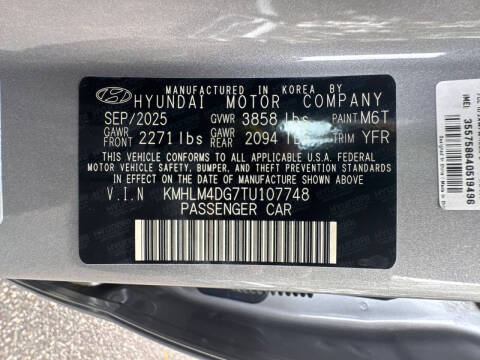 MANUFACTURED IN KOREA BY
HYUNDAI MOTOR COMPANY
SEP/2025 GVWR 3858 lbs PAINT M6T
GAWR FRONT 2271 lbs GAWR REAR 2094 TRIM YFR
THIS VEHICLE CONFORMS TO ALL APPLICABLE U.S. FEDERAL
MOTOR VEHICLE SAFETY, BUMPER, AND THEFT PREVENTION
STANDARDS IN EFFECT ON THE DATE OF MANUFACTURE SHOWN ABOVE.
V.I.N KMHLM4DG7TU107748
PASSENGER CAR
IMEI
355758640519496